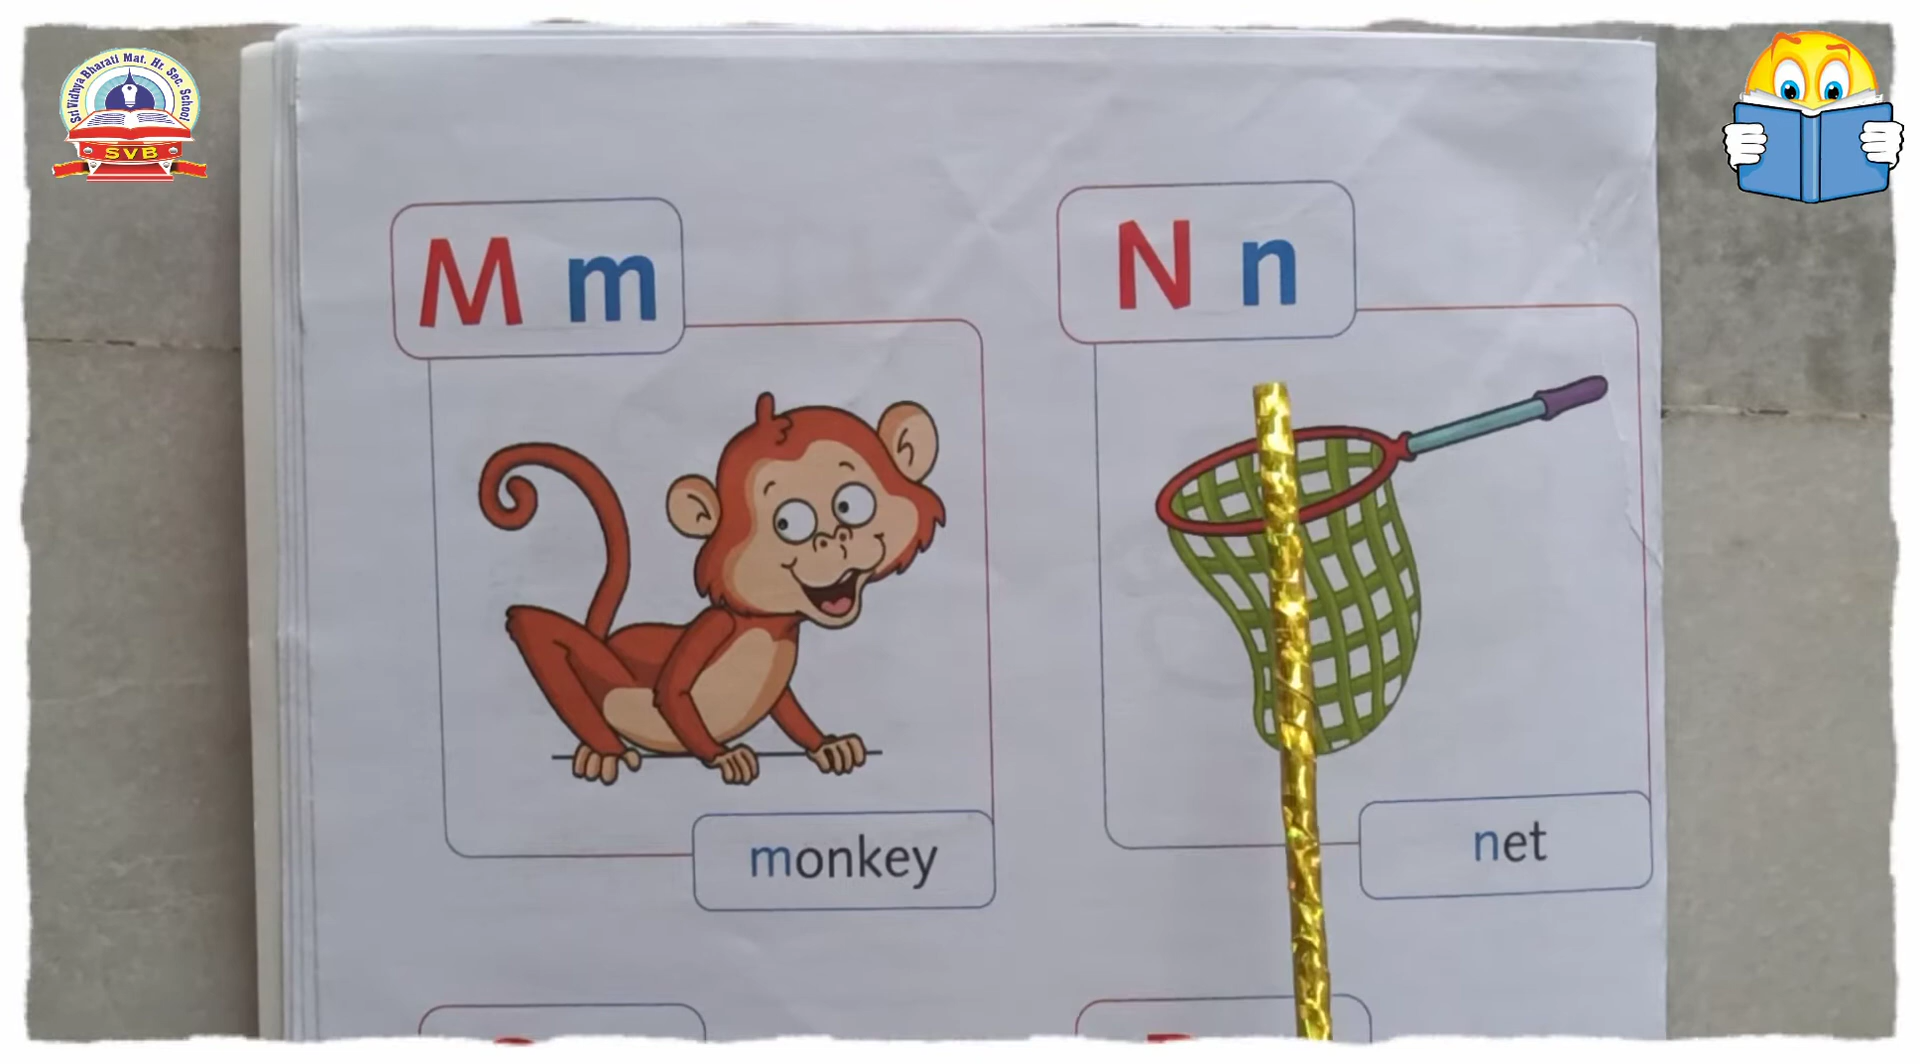 Sri Vidhya Bharati Mat. Hr. Sec. School
SVB
M m
N n
monkey
net